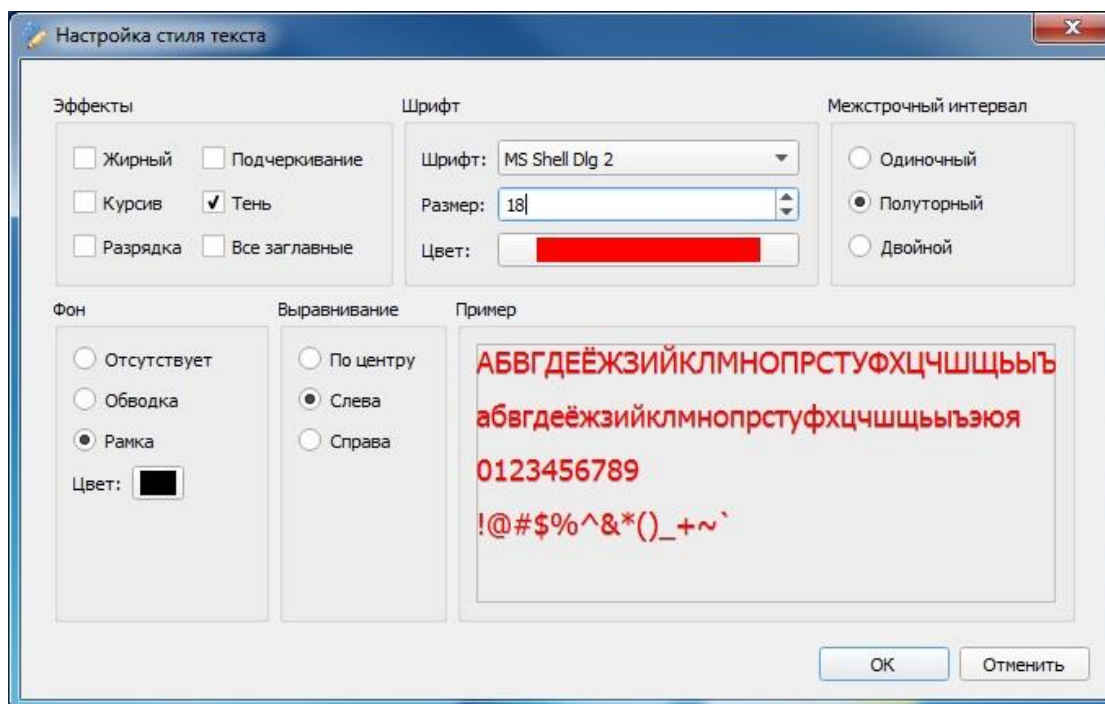 Настройка стиля текста
Эффекты
Жирный Подчеркивание
Курсив Тень
Разрядка Все заглавные
Шрифт
Шрифт: MS Shell Dlg 2
Размер: 18
Цвет:
Межстрочный интервал
Одиночный
Полуторный
Двойной
Фон
Отсутствует
Обводка
Рамка
Цвет:
Выравнивание
По центру
Слева
Справа
Пример
АБВГДЕЁЖЗИЙКЛМНОПРСТУФХЦЧШЩЬЫЪ
абвгдеёжзийклмнопрстуфхцчшщьыъэюя
0123456789
!@#$%^&*()_+~`
OK Отменить